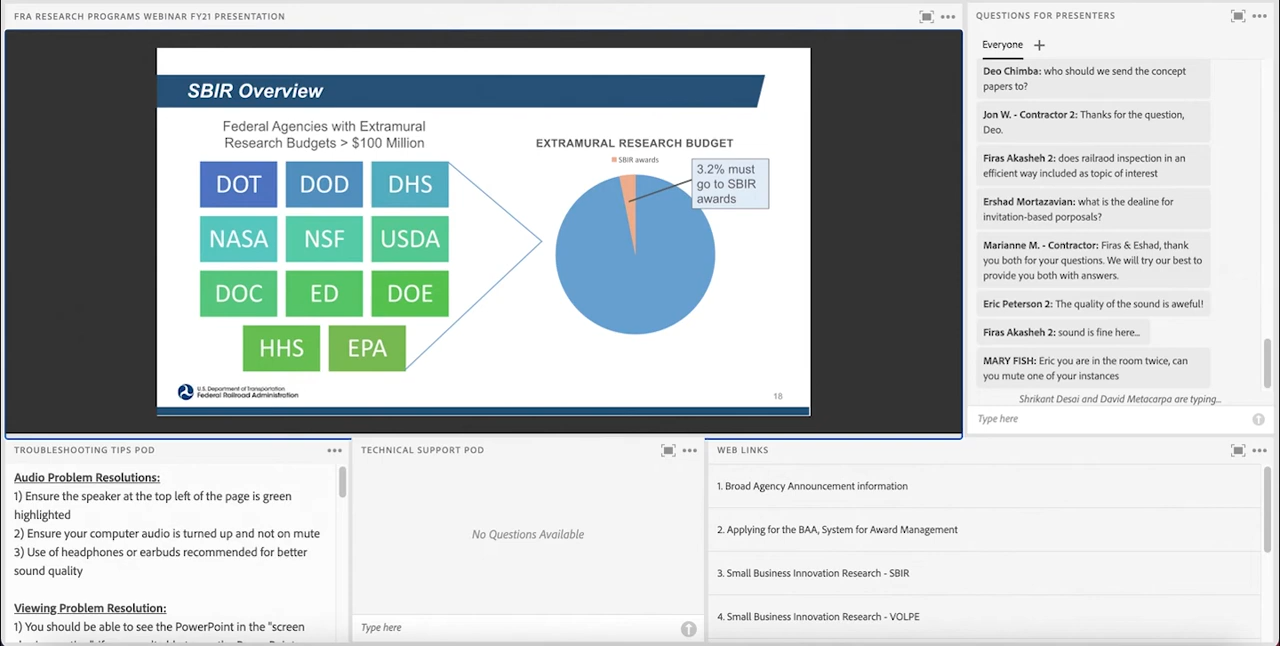 FRA RESEARCH PROGRAMS WEBINAR FY21 PRESENTATION
SBIR Overview
Federal Agencies with Extramural
Research Budgets > $100 Million
DOT DOD DHS
NASA NSF USDA
DOC ED DOE
HHS EPA
EXTRAMURAL RESEARCH BUDGET
SBIR awards
3.2% must
go to SBIR
awards
U.S. Department of Transportation
Federal Railroad Administration
18
QUESTIONS FOR PRESENTERS
Everyone +
Deo Chimba: who should we send the concept
papers to?
Jon W. - Contractor 2: Thanks for the question,
Deo.
Firas Akasheh 2: does railraod inspection in an
efficient way included as topic of interest
Ershad Mortazavian: what is the dealine for
invitation-based porposals?
Marianne M. - Contractor: Firas & Eshad, thank
you both for your questions. We will try our best to
provide you both with answers.
Eric Peterson 2: The quality of the sound is aweful!
Firas Akasheh 2: sound is fine here...
MARY FISH: Eric you are in the room twice, can
you mute one of your instances
Shrikant Desai and David Metacarpa are typing...
Type here
TROUBLESHOOTING TIPS POD
Audio Problem Resolutions:
1) Ensure the speaker at the top left of the page is green
highlighted
2) Ensure your computer audio is turned up and not on mute
3) Use of headphones or earbuds recommended for better
sound quality
Viewing Problem Resolution:
1) You should be able to see the PowerPoint in the "screen
TECHNICAL SUPPORT POD
No Questions Available
Type here
WEB LINKS
1. Broad Agency Announcement information
2. Applying for the BAA, System for Award Management
3. Small Business Innovation Research - SBIR
4. Small Business Innovation Research - VOLPE